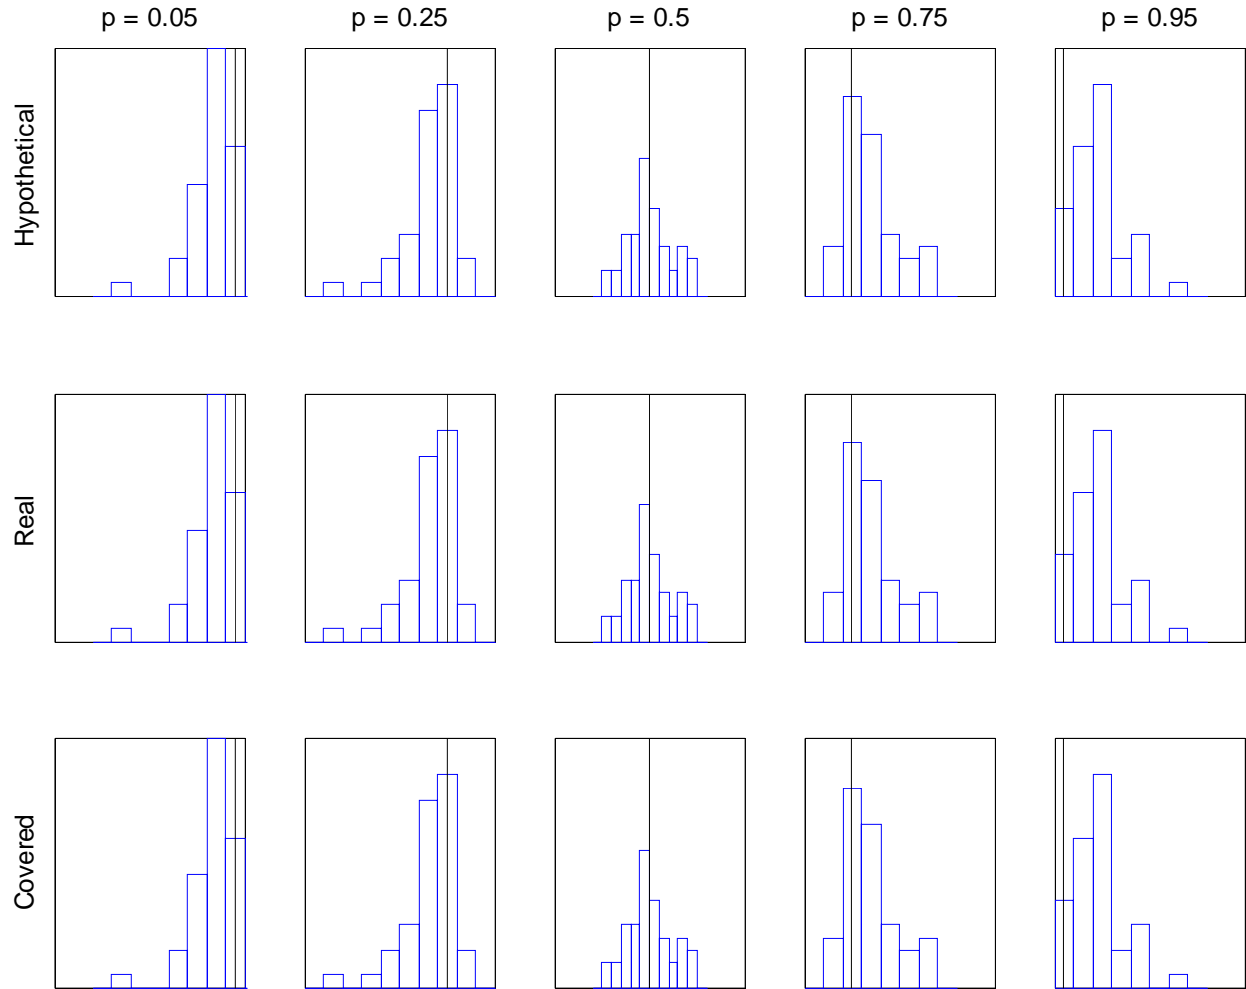 p = 0.05
p = 0.25
p = 0.5
p = 0.75
p = 0.95
Hypothetical
Real
Covered